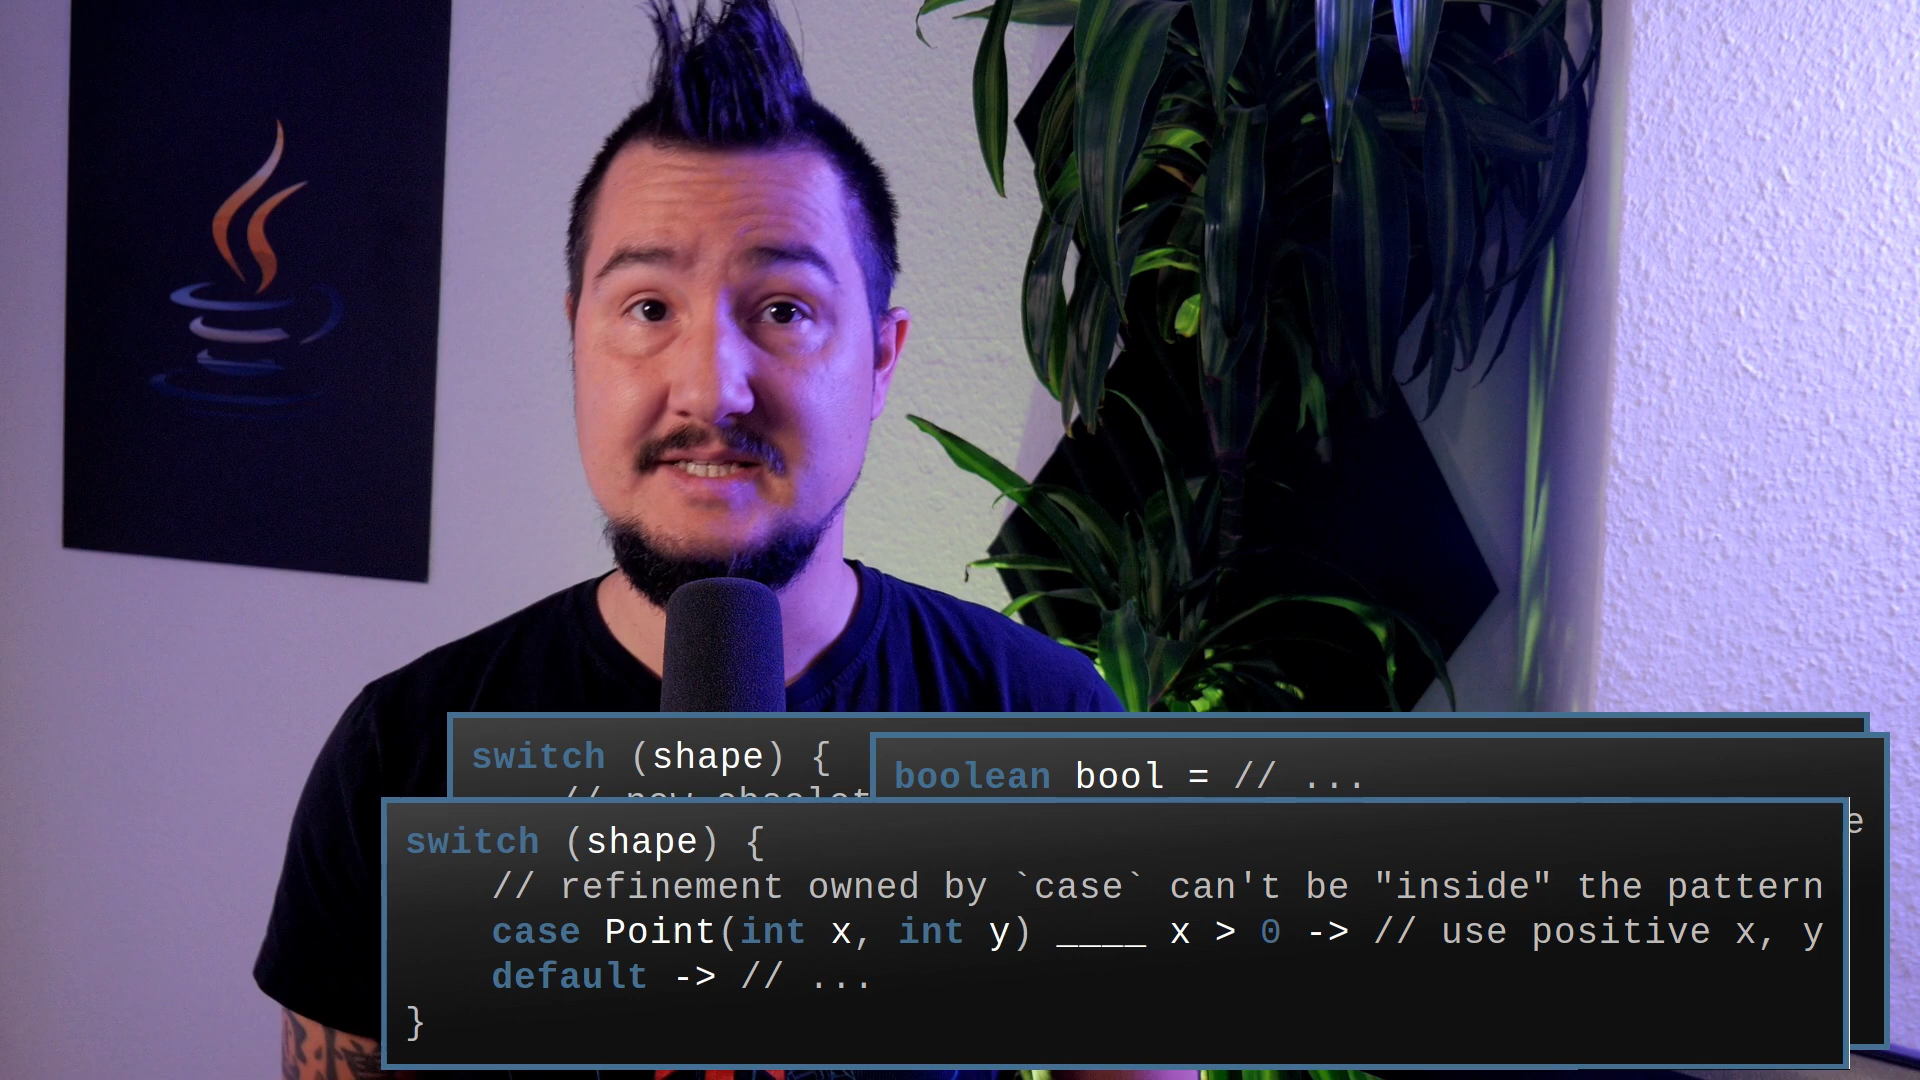 switch (shape) {
boolean bool = // ...
switch (shape) {
// refinement owned by `case` can't be "inside" the pattern
case Point(int x, int y) ____ x > 0 -> // use positive x, y
default -> // ...
}